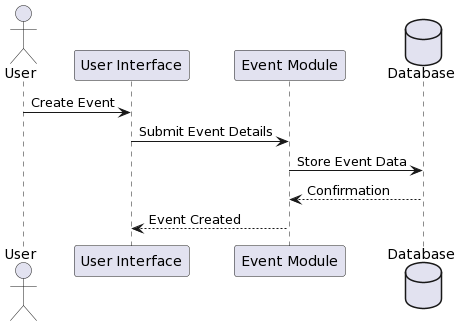 User
User Interface
Event Module
Database
Create Event
Submit Event Details
Store Event Data
Confirmation
Event Created
User
User Interface
Event Module
Database